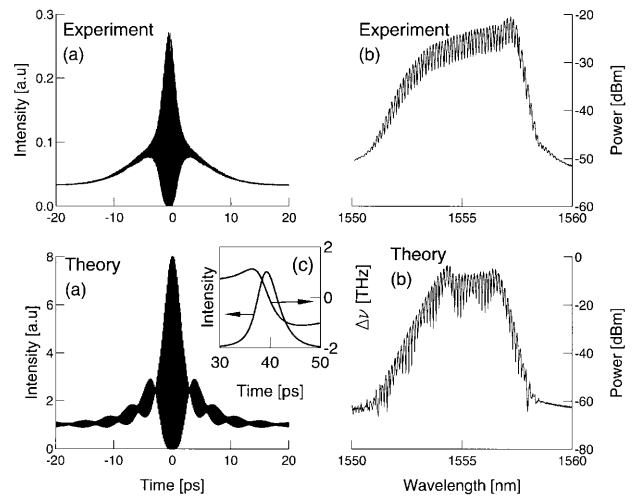 Experiment
(a)
Intensity [a.u]
0.3
0.2
0.1
0.0
-20
-10
0
10
20
Experiment
(b)
-20
-30
-40
-50
-60
Power [dBm]
1550
1555
1560
Theory
(a)
Intensity [a.u]
8
6
4
2
0
-20
-10
0
10
20
Time [ps]
(c)
Intensity
2
1
0
-1
-2
Δν [THz]
30
40
50
Time [ps]
Theory
(b)
0
-20
-40
-60
-80
Power [dBm]
1550
1555
1560
Wavelength [nm]